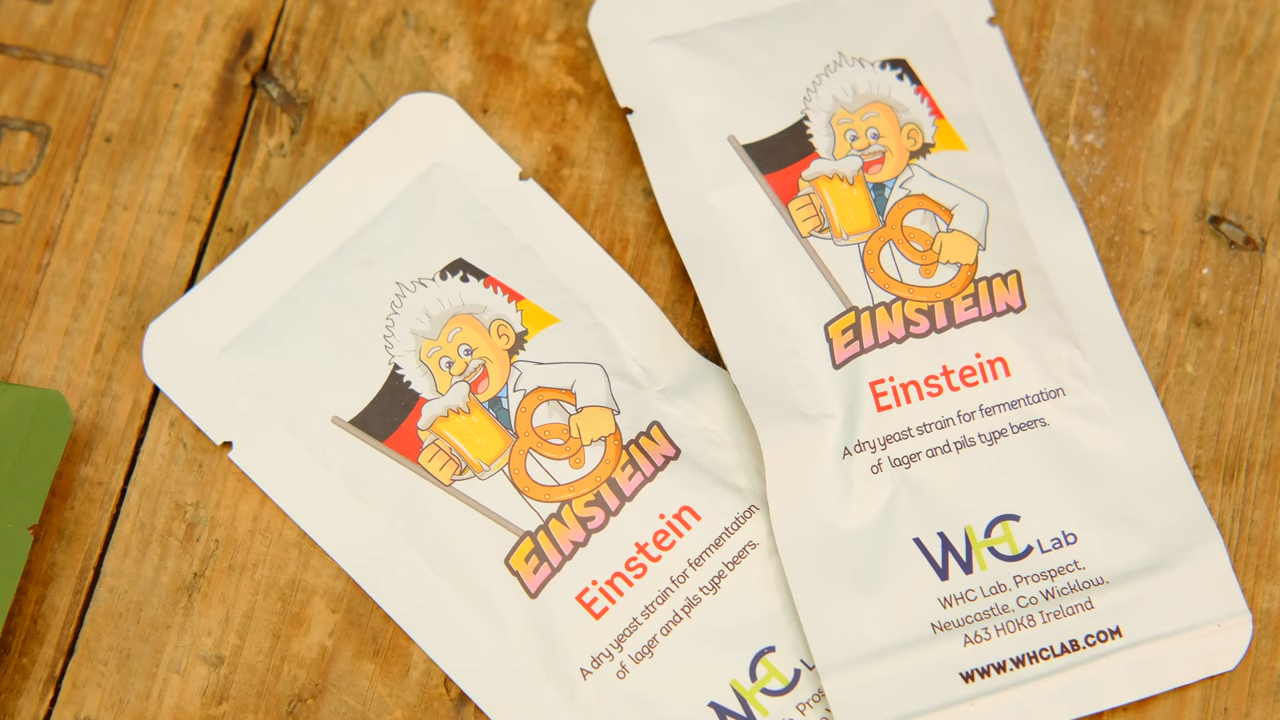 EINSTEIN
Einstein
A dry yeast strain for fermentation
of lager and pils type beers.
WHC
EINSTEIN
Einstein
A dry yeast strain for fermentation
of lager and pils type beers.
WHC Lab
WHC Lab, Prospect,
Newcastle, Co Wicklow,
A63 H0K8 Ireland
WWW.WHCLAB.COM